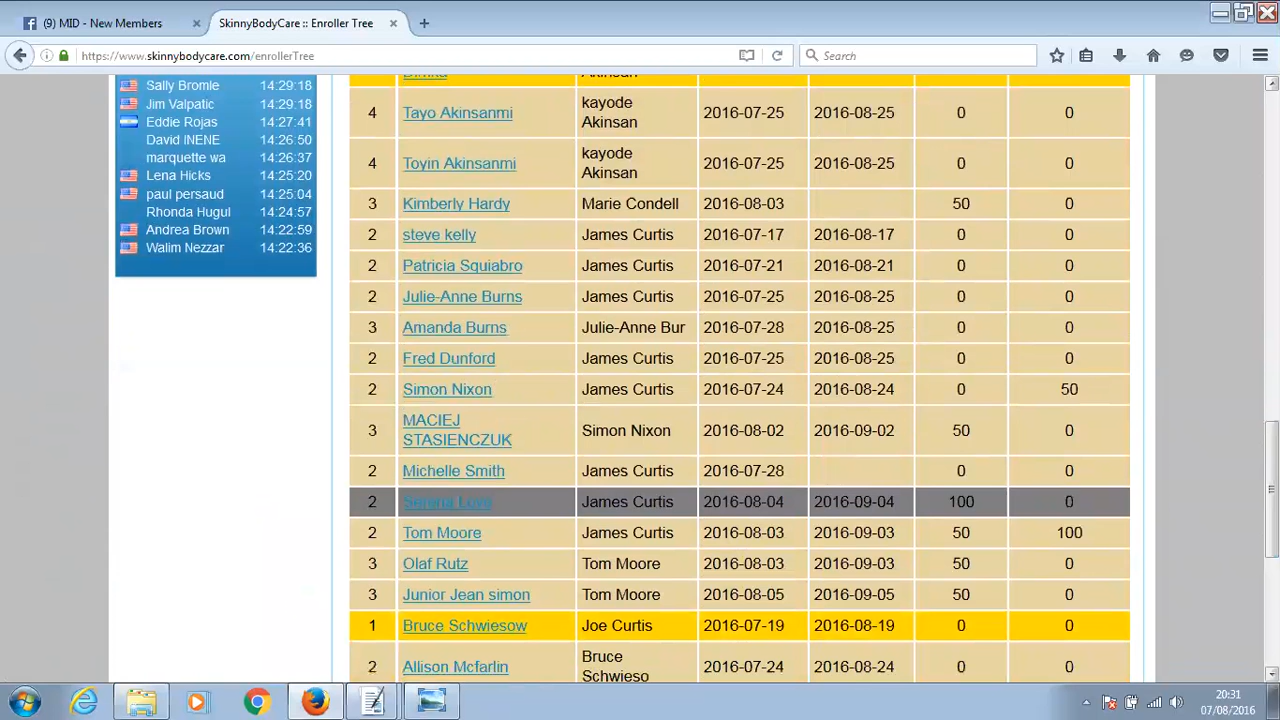 (9) MID - New Members
SkinnyBodyCare :: Enroller Tree
https://www.skinnybodycare.com/enrollerTree
Search
Sally Bromle 14:29:18
Jim Valpatic 14:29:18
Eddie Rojas 14:27:41
David INENE 14:26:50
marquette wa 14:26:37
Lena Hicks 14:25:20
paul persaud 14:25:04
Rhonda Hugul 14:24:57
Andrea Brown 14:22:59
Walim Nezzar 14:22:36
Akinsan
4 Tayo Akinsanmi kayode Akinsan 2016-07-25 2016-08-25 0 0
4 Toyin Akinsanmi kayode Akinsan 2016-07-25 2016-08-25 0 0
3 Kimberly Hardy Marie Condell 2016-08-03 50 0
2 steve kelly James Curtis 2016-07-17 2016-08-17 0 0
2 Patricia Squiabro James Curtis 2016-07-21 2016-08-21 0 0
2 Julie-Anne Burns James Curtis 2016-07-25 2016-08-25 0 0
3 Amanda Burns Julie-Anne Bur 2016-07-28 2016-08-25 0 0
2 Fred Dunford James Curtis 2016-07-25 2016-08-25 0 0
2 Simon Nixon James Curtis 2016-07-24 2016-08-24 0 50
3 MACIEJ STASIENCZUK Simon Nixon 2016-08-02 2016-09-02 50 0
2 Michelle Smith James Curtis 2016-07-28 0 0
2 Serena Love James Curtis 2016-08-04 2016-09-04 100 0
2 Tom Moore James Curtis 2016-08-03 2016-09-03 50 100
3 Olaf Rutz Tom Moore 2016-08-03 2016-09-03 50 0
3 Junior Jean simon Tom Moore 2016-08-05 2016-09-05 50 0
1 Bruce Schwiesow Joe Curtis 2016-07-19 2016-08-19 0 0
2 Allison Mcfarlin Bruce Schwieso 2016-07-24 2016-08-24 0 0
20:31
07/08/2016